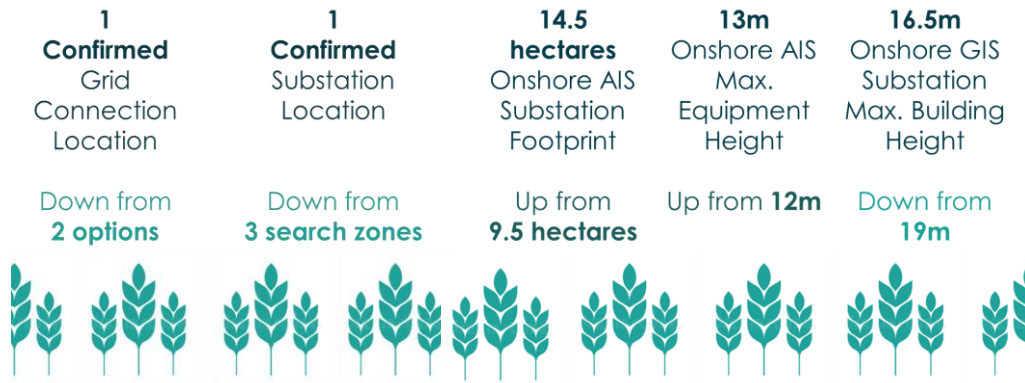 1
Confirmed
Grid
Connection
Location
Down from
2 options
1
Confirmed
Substation
Location
Down from
3 search zones
14.5
hectares
Onshore AIS
Substation
Footprint
Up from
9.5 hectares
13m
Onshore AIS
Max.
Equipment
Height
Up from 12m
16.5m
Onshore GIS
Substation
Max. Building
Height
Down from
19m